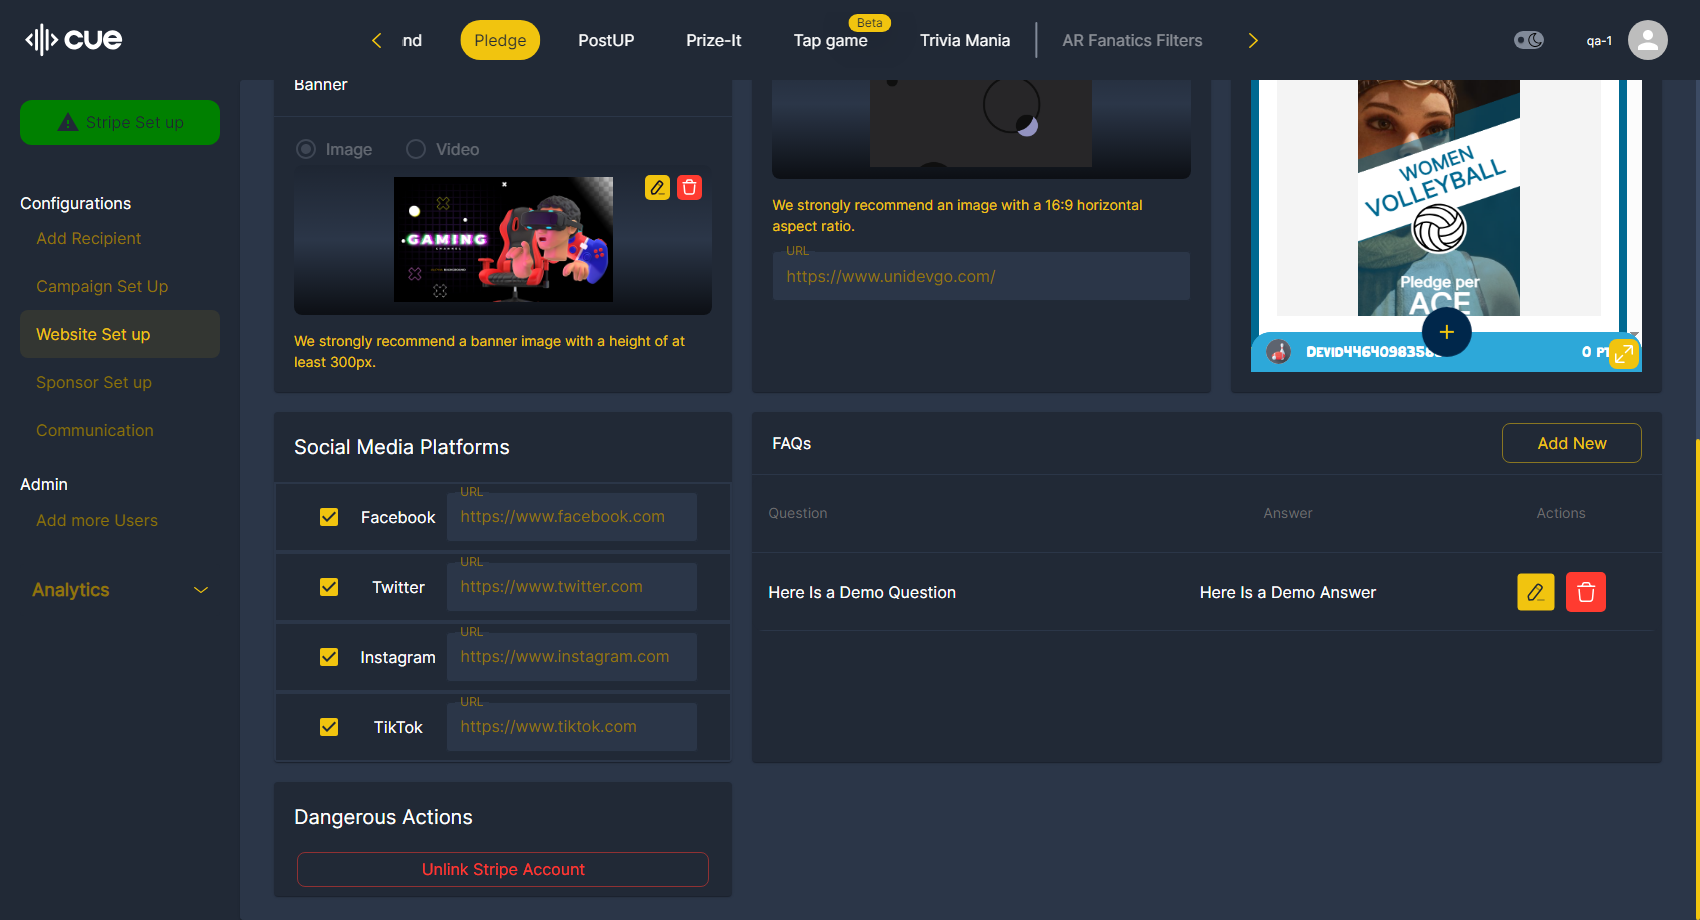 cue
nd
Pledge
PostUP
Prize-It
Beta
Tap game
Trivia Mania
AR Fanatics Filters
qa-1
Stripe Set up
Configurations
Add Recipient
Campaign Set Up
Website Set up
Sponsor Set up
Communication
Admin
Add more Users
Analytics
Banner
Image
Video
GAMING
We strongly recommend a banner image with a height of at
least 300px.
We strongly recommend an image with a 16:9 horizontal
aspect ratio.
URL
https://www.unidevgo.com/
WOMEN
VOLLEYBALL
Pledge per
ACE
0 PT
Social Media Platforms
Facebook
URL
https://www.facebook.com
Twitter
URL
https://www.twitter.com
Instagram
URL
https://www.instagram.com
TikTok
URL
https://www.tiktok.com
FAQs
Add New
Question
Answer
Actions
Here Is a Demo Question
Here Is a Demo Answer
Dangerous Actions
Unlink Stripe Account